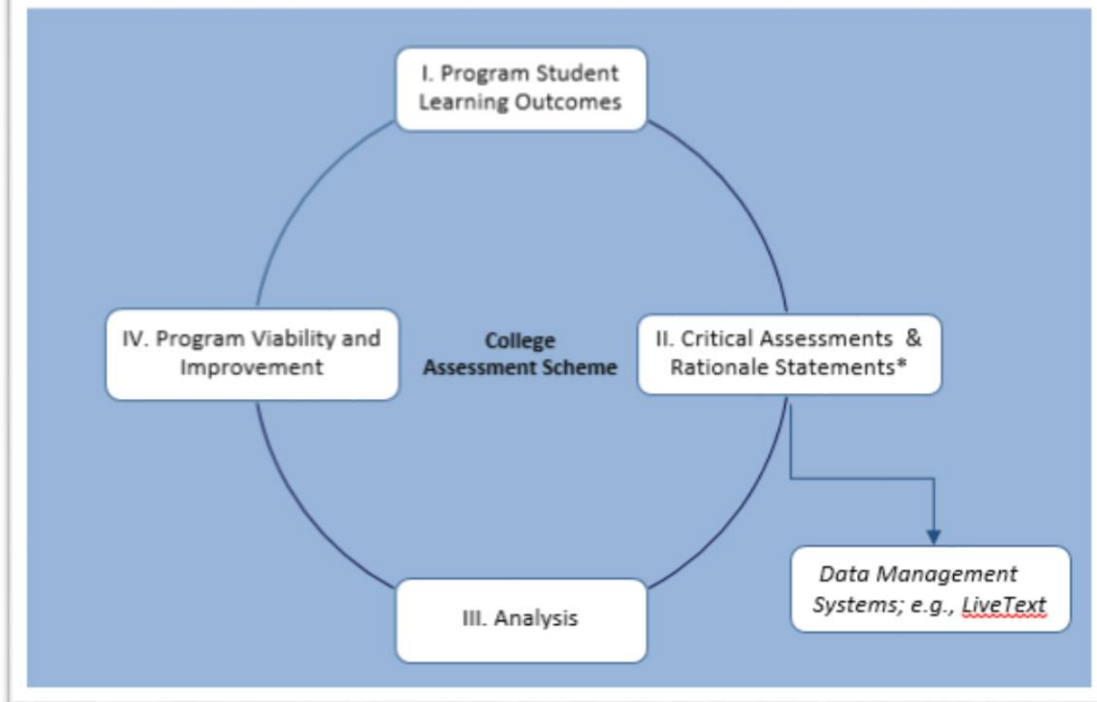 I. Program Student
Learning Outcomes
IV. Program Viability and
Improvement
College
Assessment Scheme
II. Critical Assessments &
Rationale Statements*
Data Management
Systems; e.g., LiveText
III. Analysis